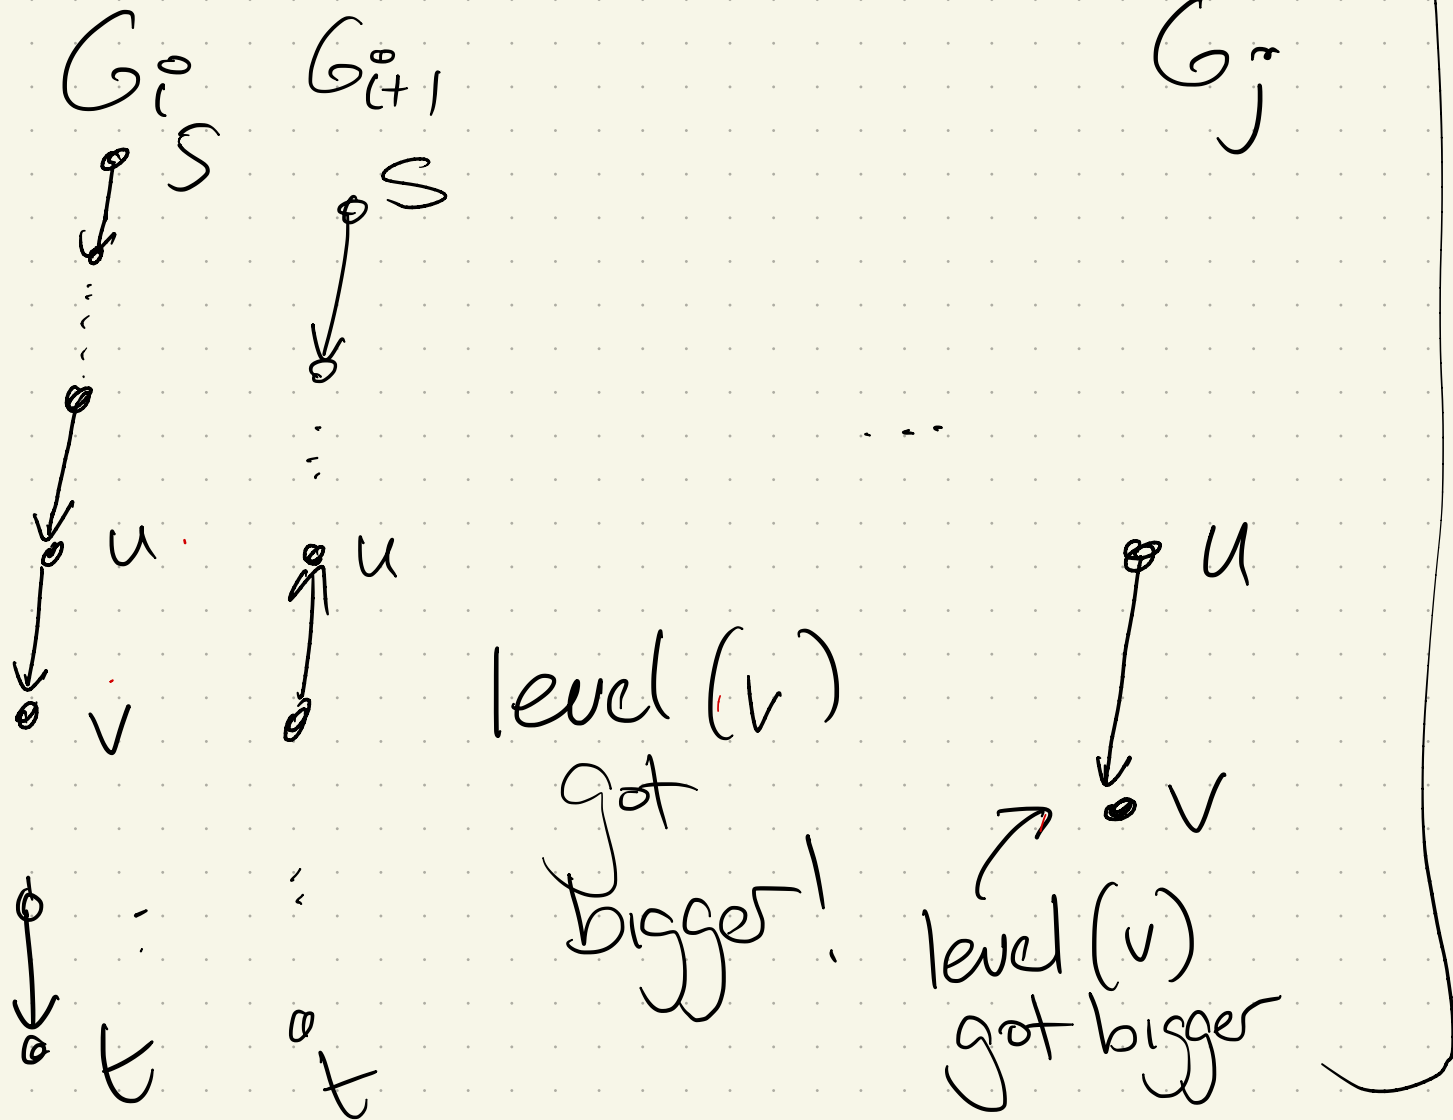 G_i
G_{i+1}
G_j
S
S
u
u
u
v
v
level (v)
got
bigger!
level (v)
got bigger
t
t